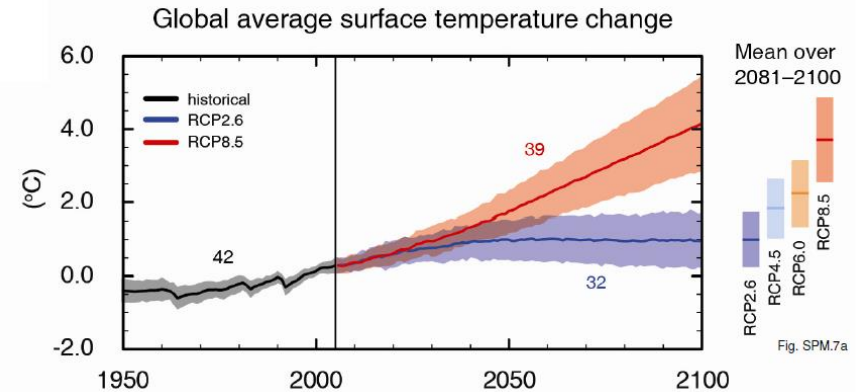 Global average surface temperature change
6.0
4.0
2.0
0.0
-2.0
(°C)
historical
RCP2.6
RCP8.5
42
39
32
1950
2000
2050
2100
Mean over
2081–2100
RCP2.6
RCP4.5
RCP6.0
RCP8.5
Fig. SPM.7a